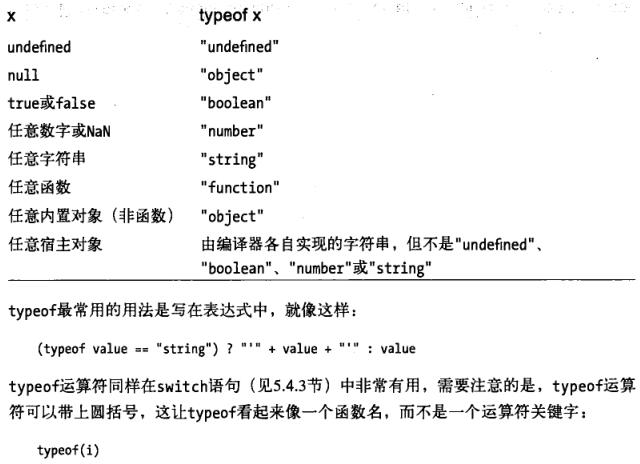 x typeof x
undefined "undefined"
null "object"
true或false "boolean"
任意数字或NaN "number"
任意字符串 "string"
任意函数 "function"
任意内置对象（非函数） "object"
任意宿主对象 由编译器各自实现的字符串，但不是"undefined"、
"boolean"、"number"或"string"
typeof最常用的用法是写在表达式中，就像这样：
(typeof value == "string") ? "'" + value + "'" : value
typeof运算符同样在switch语句（见5.4.3节）中非常有用，需要注意的是，typeof运算
符可以带上圆括号，这让typeof看起来像一个函数名，而不是一个运算符关键字：
typeof(i)